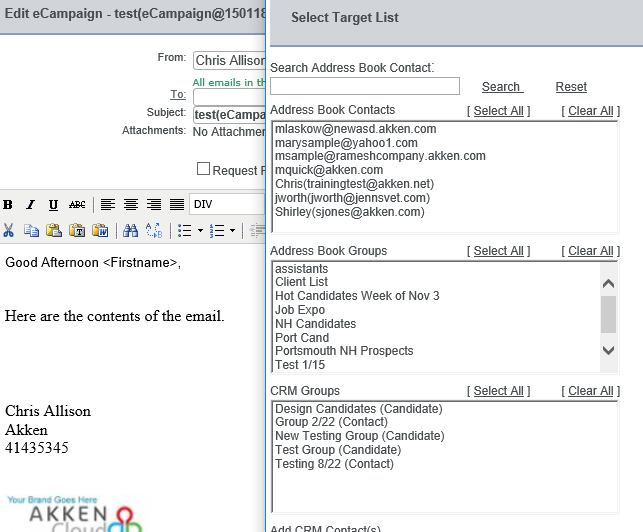 Edit eCampaign - test(eCampaign@150118
From: Chris Allison
All emails in th
To:
Subject: test(eCampa
Attachments: No Attachmen
Request R
B I U ABC DIV
Good Afternoon <Firstname>,
Here are the contents of the email.
Chris Allison
Akken
41435345
Your Brand Goes Here
AKKEN
Cloud
Select Target List
Search Address Book Contact:
Search Reset
Address Book Contacts [ Select All ] [ Clear All ]
mlaskow@newasd.akken.com
marysample@yahoo1.com
msample@rameshcompany.akken.com
mquick@akken.com
Chris(trainingtest@akken.net)
jworth(jworth@jennsvet.com)
Shirley(sjones@akken.com)
Address Book Groups [ Select All ] [ Clear All ]
assistants
Client List
Hot Candidates Week of Nov 3
Job Expo
NH Candidates
Port Cand
Portsmouth NH Prospects
Test 1/15
CRM Groups [ Select All ] [ Clear All ]
Design Candidates (Candidate)
Group 2/22 (Contact)
New Testing Group (Candidate)
Test Group (Candidate)
Testing 8/22 (Contact)
Add CRM Contact(s)